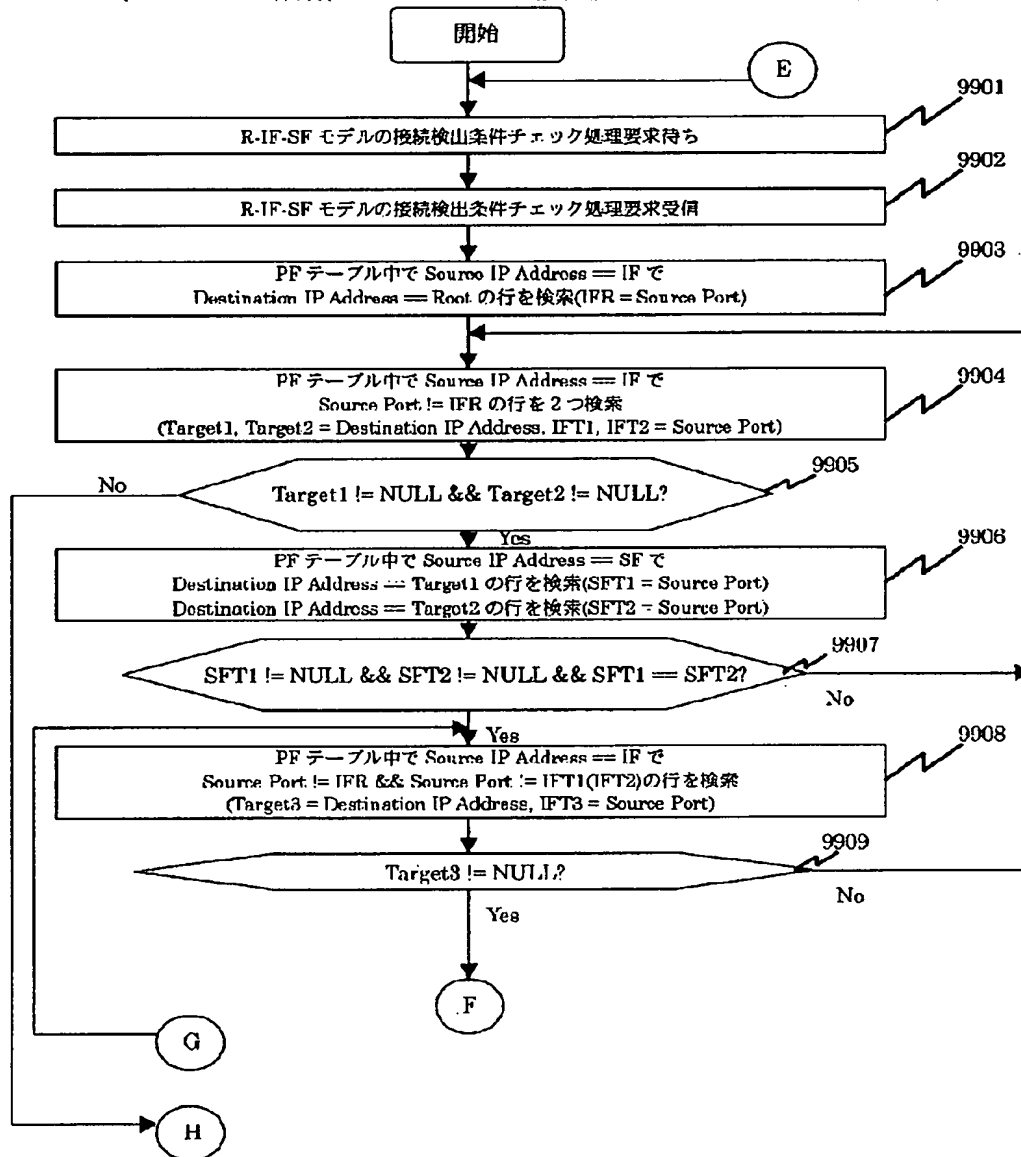 開始
E
9901
R-IF-SF モデルの接続検出条件チェック処理要求待ち
9902
R-IF-SF モデルの接続検出条件チェック処理要求受信
9903
PF テーブル中で Source IP Address == IF で
Destination IP Address == Root の行を検索(IFR = Source Port)
9904
PF テーブル中で Source IP Address == IF で
Source Port != IFR の行を 2 つ検索
(Target1, Target2 = Destination IP Address, IFT1, IFT2 = Source Port)
9905
No
Target1 != NULL && Target2 != NULL?
Yes
9906
PF テーブル中で Source IP Address == SF で
Destination IP Address == Target1 の行を検索(SFT1 = Source Port)
Destination IP Address == Target2 の行を検索(SFT2 = Source Port)
9907
SFT1 != NULL && SFT2 != NULL && SFT1 == SFT2?
No
Yes
9908
PF テーブル中で Source IP Address == IF で
Source Port != IFR && Source Port != IFT1(IFT2)の行を検索
(Target3 = Destination IP Address, IFT3 = Source Port)
9909
Target3 != NULL?
No
Yes
F
G
H